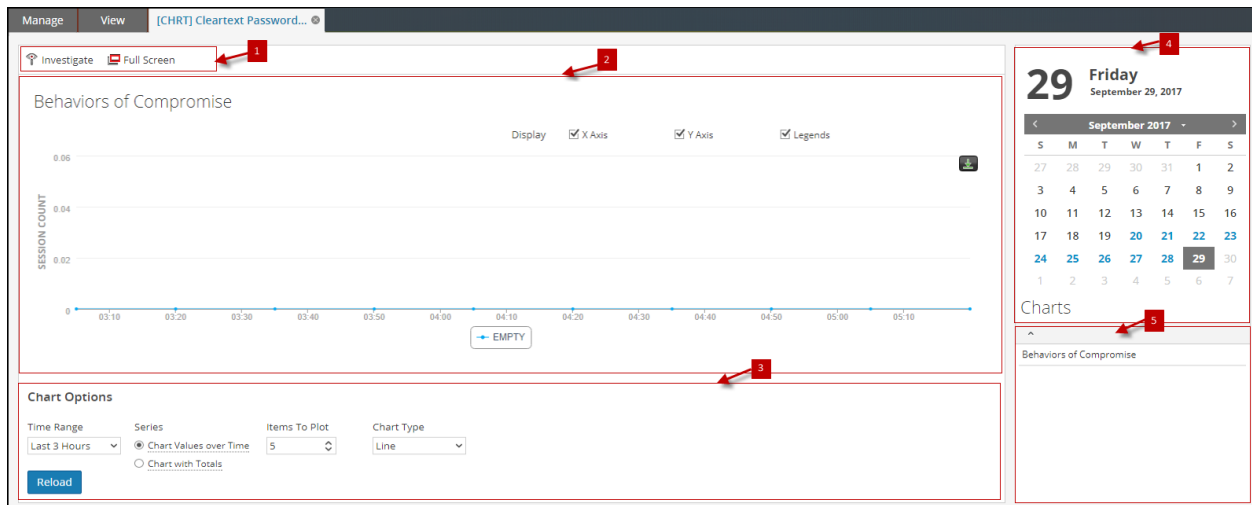 Manage View [CHRT] Cleartext Password...
1
Investigate Full Screen
2
Behaviors of Compromise
Display X Axis Y Axis Legends
0.06
0.04
0.02
0
SESSION COUNT
03:10 03:20 03:30 03:40 03:50 04:00 04:10 04:20 04:30 04:40 04:50 05:00 05:10
EMPTY
3
Chart Options
Time Range Series Items To Plot Chart Type
Last 3 Hours Chart Values over Time 5 Line
Chart with Totals
Reload
4
29 Friday
September 29, 2017
September 2017
S M T W T F S
27 28 29 30 31 1 2
3 4 5 6 7 8 9
10 11 12 13 14 15 16
17 18 19 20 21 22 23
24 25 26 27 28 29 30
1 2 3 4 5 6 7
Charts
5
Behaviors of Compromise